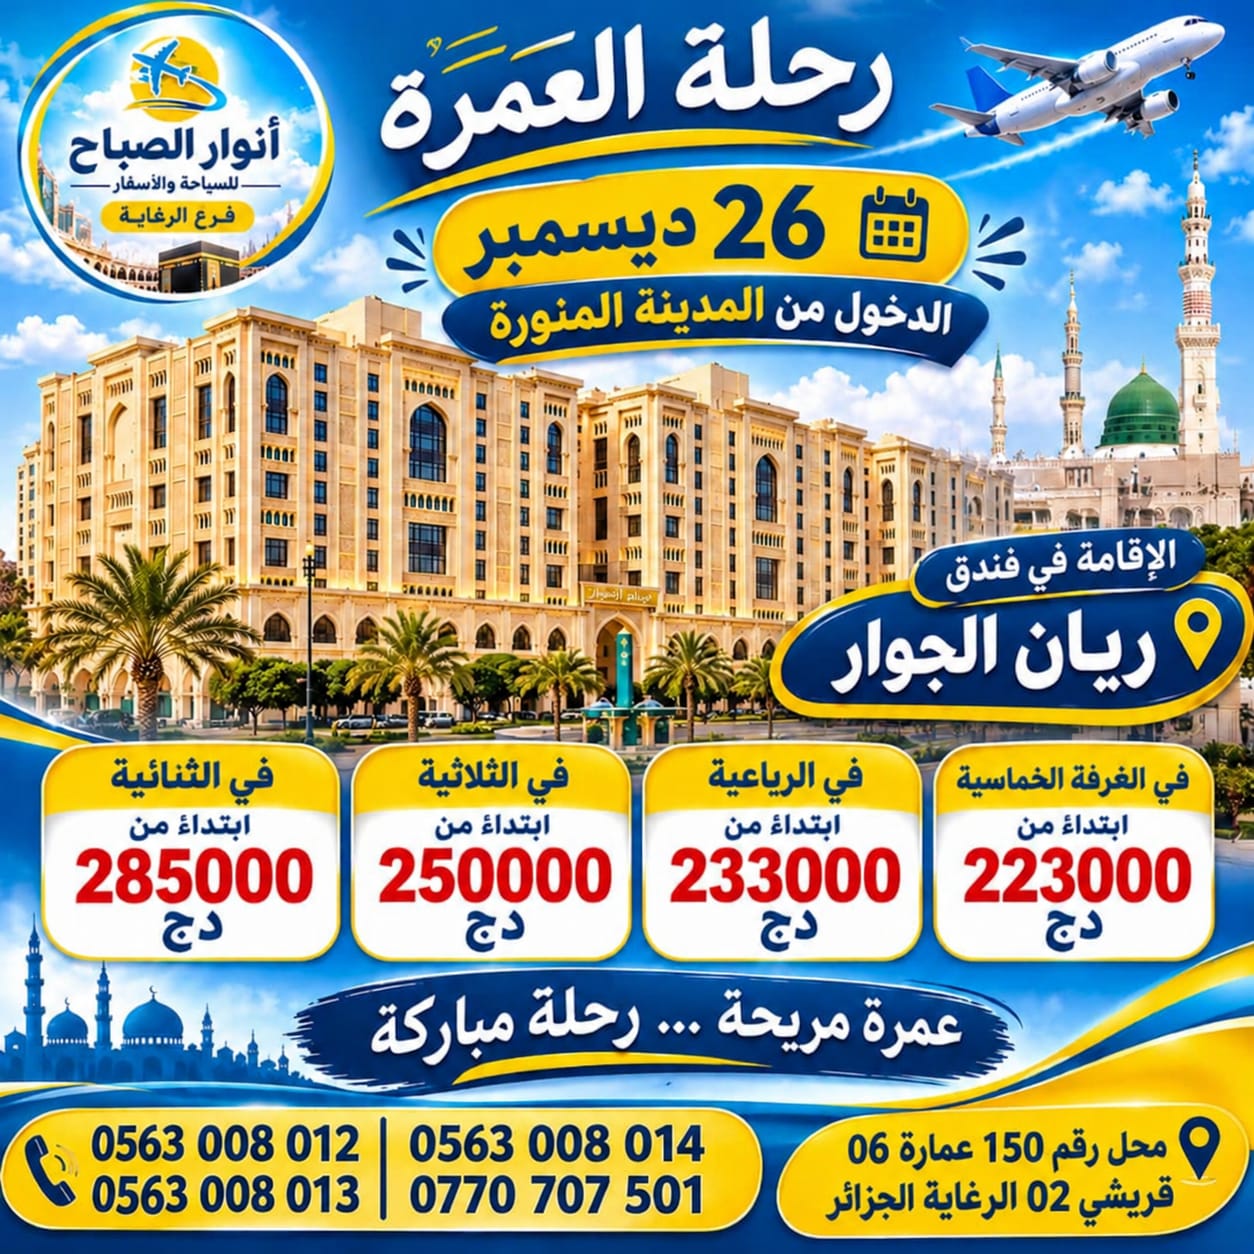 أنوار الصباح
للسياحة والأسفار
فرع الرغاية
رحلة العمرة
26 ديسمبر
الدخول من المدينة المنورة
الإقامة في فندق
ريان الجوار
في الغرفة الخماسية
ابتداءً من
223000
دج
في الرباعية
ابتداءً من
233000
دج
في الثلاثية
ابتداءً من
250000
دج
في الثنائية
ابتداءً من
285000
دج
عمرة مريحة ... رحلة مباركة
0563 008 012 | 0563 008 014
0563 008 013 | 0770 707 501
محل رقم 150 عمارة 06
قريشي 02 الرغاية الجزائر